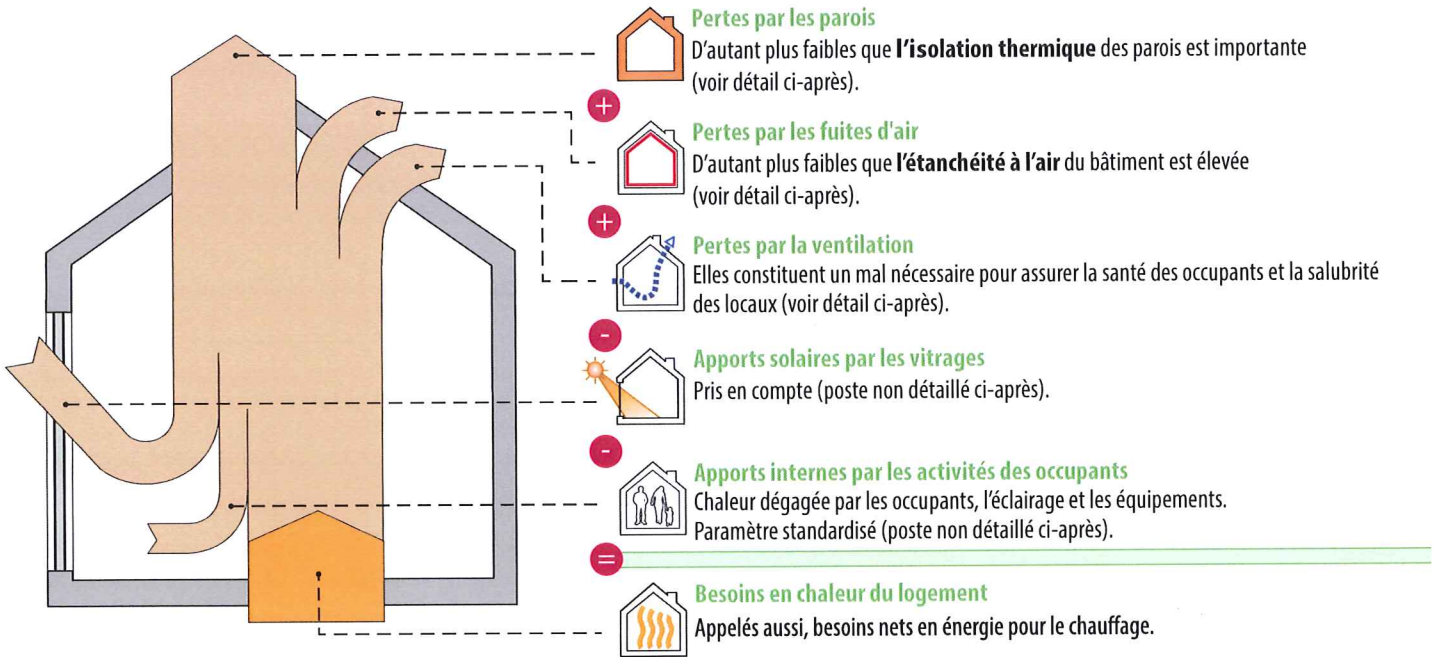 Pertes par les parois
D'autant plus faibles que l'isolation thermique des parois est importante
(voir détail ci-après).
+
Pertes par les fuites d'air
D'autant plus faibles que l'étanchéité à l'air du bâtiment est élevée
(voir détail ci-après).
+
Pertes par la ventilation
Elles constituent un mal nécessaire pour assurer la santé des occupants et la salubrité
des locaux (voir détail ci-après).
-
Apports solaires par les vitrages
Pris en compte (poste non détaillé ci-après).
-
Apports internes par les activités des occupants
Chaleur dégagée par les occupants, l'éclairage et les équipements.
Paramètre standardisé (poste non détaillé ci-après).
=
Besoins en chaleur du logement
Appelés aussi, besoins nets en énergie pour le chauffage.